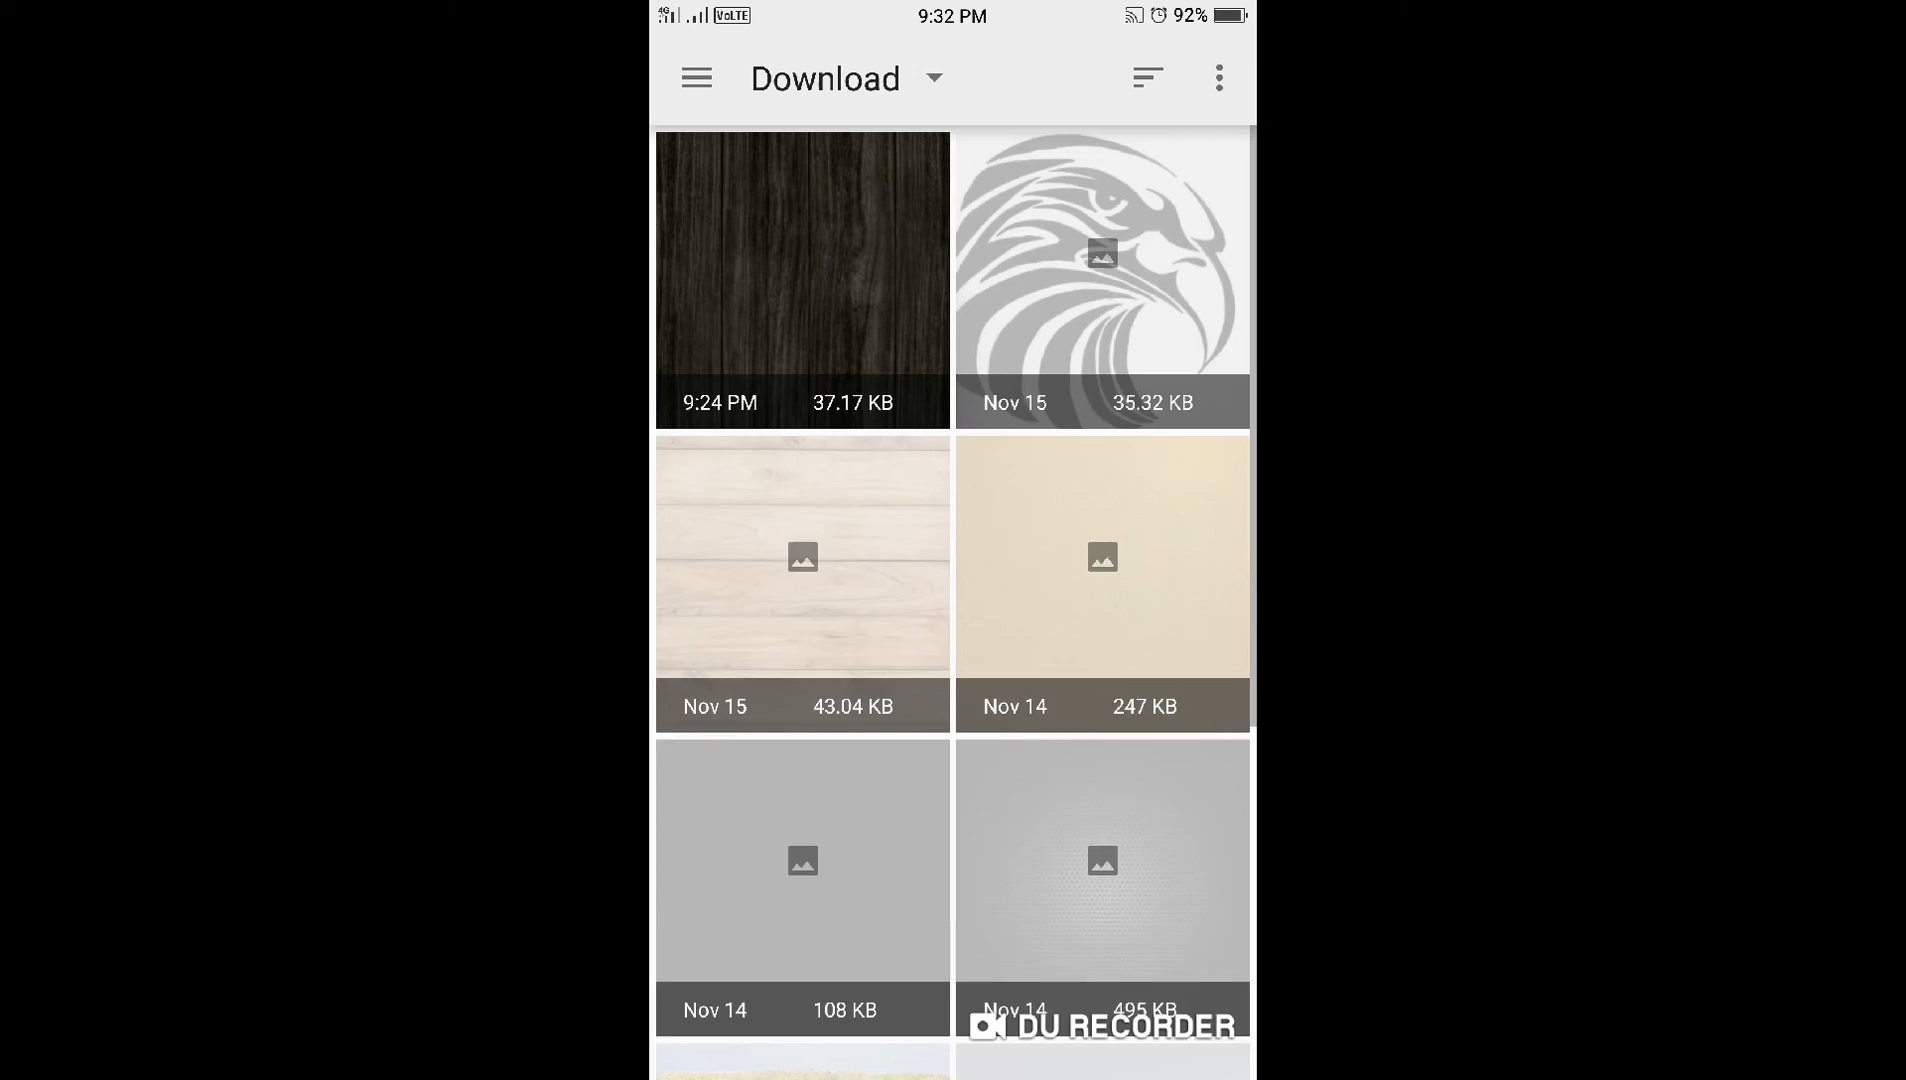 4G VoLTE 9:32 PM 92%
Download
9:24 PM 37.17 KB
Nov 15 35.32 KB
Nov 15 43.04 KB
Nov 14 247 KB
Nov 14 108 KB
Nov 14 495 KB
DU RECORDER